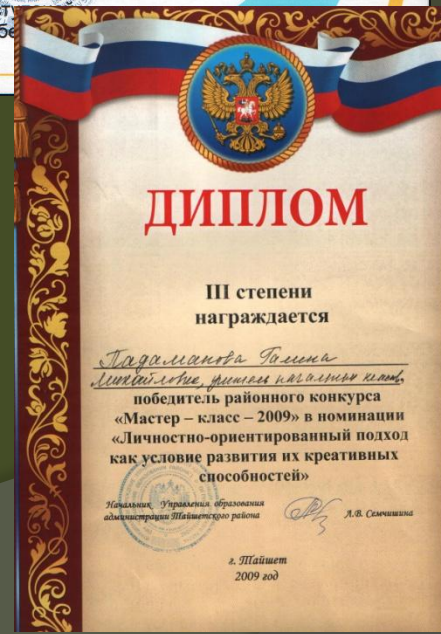 ДИПЛОМ
III степени
награждается
Падаманова Галина
Михайловна, учитель начальных классов,
победитель районного конкурса
«Мастер – класс – 2009» в номинации
«Личностно-ориентированный подход
как условие развития их креативных
способностей»
Начальник Управления образования
администрации Тайшетского района
Л.В. Семчишина
г. Тайшет
2009 год